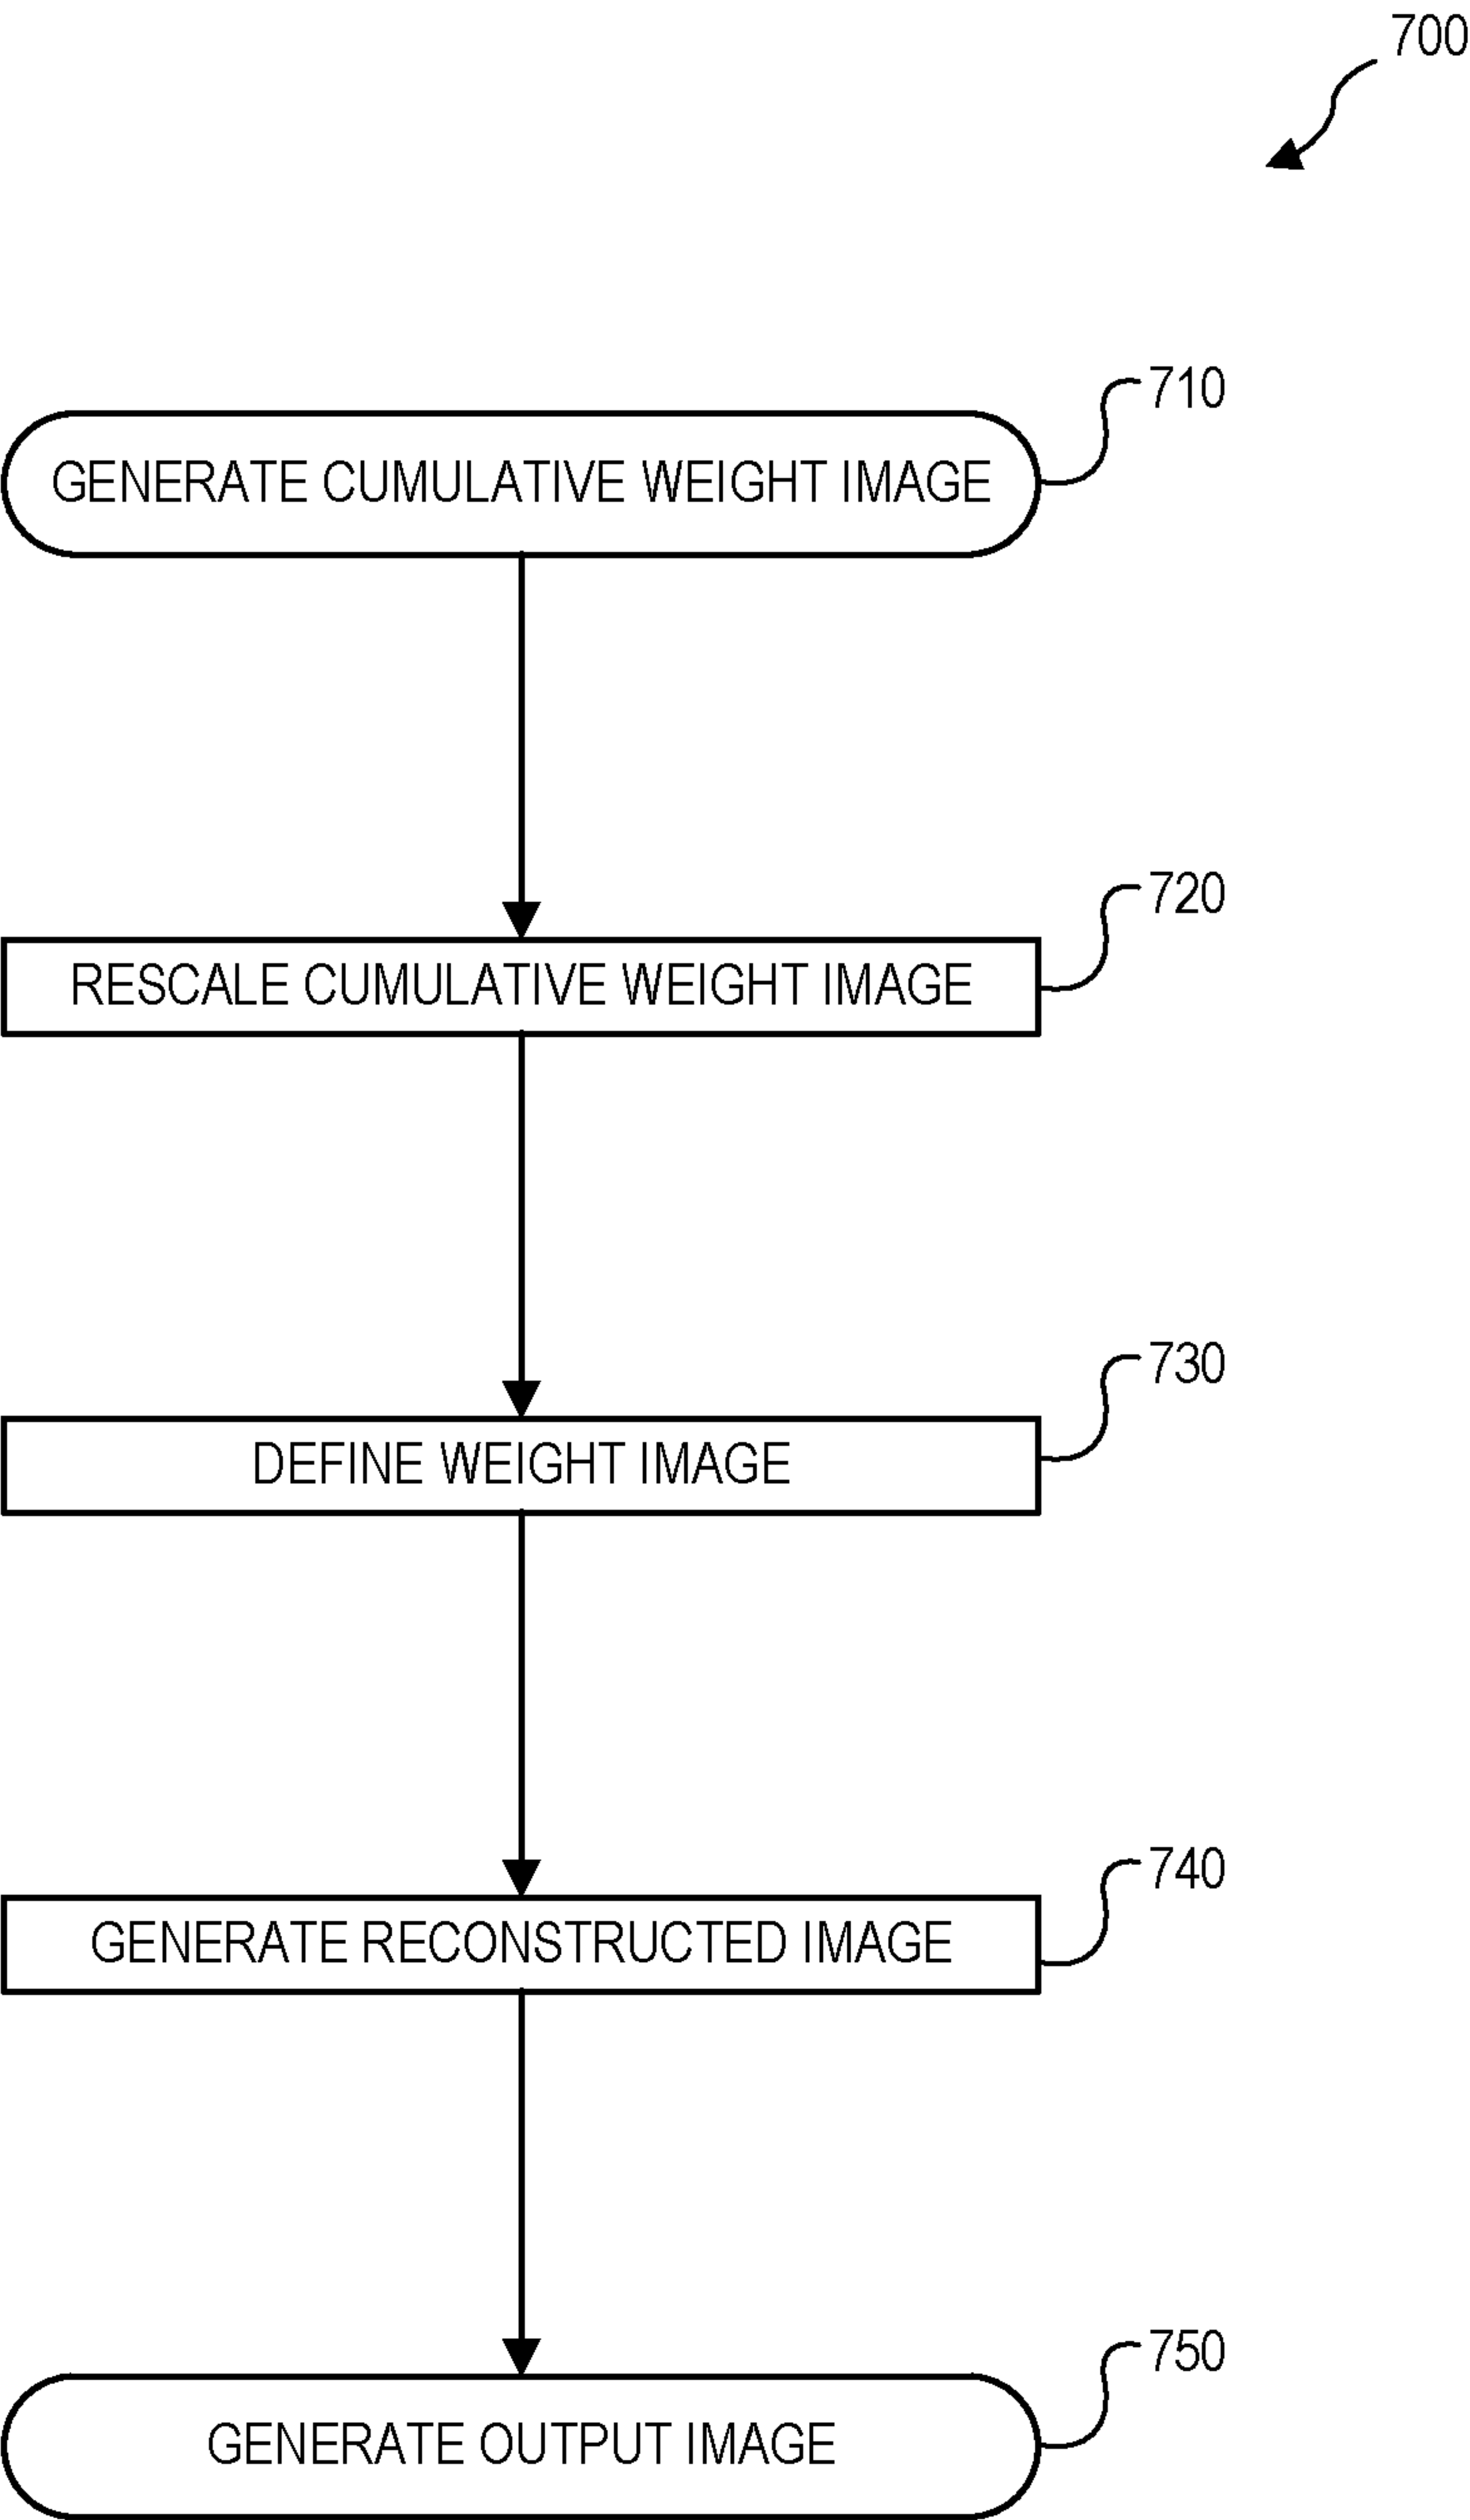 700
710
GENERATE CUMULATIVE WEIGHT IMAGE
720
RESCALE CUMULATIVE WEIGHT IMAGE
730
DEFINE WEIGHT IMAGE
740
GENERATE RECONSTRUCTED IMAGE
750
GENERATE OUTPUT IMAGE